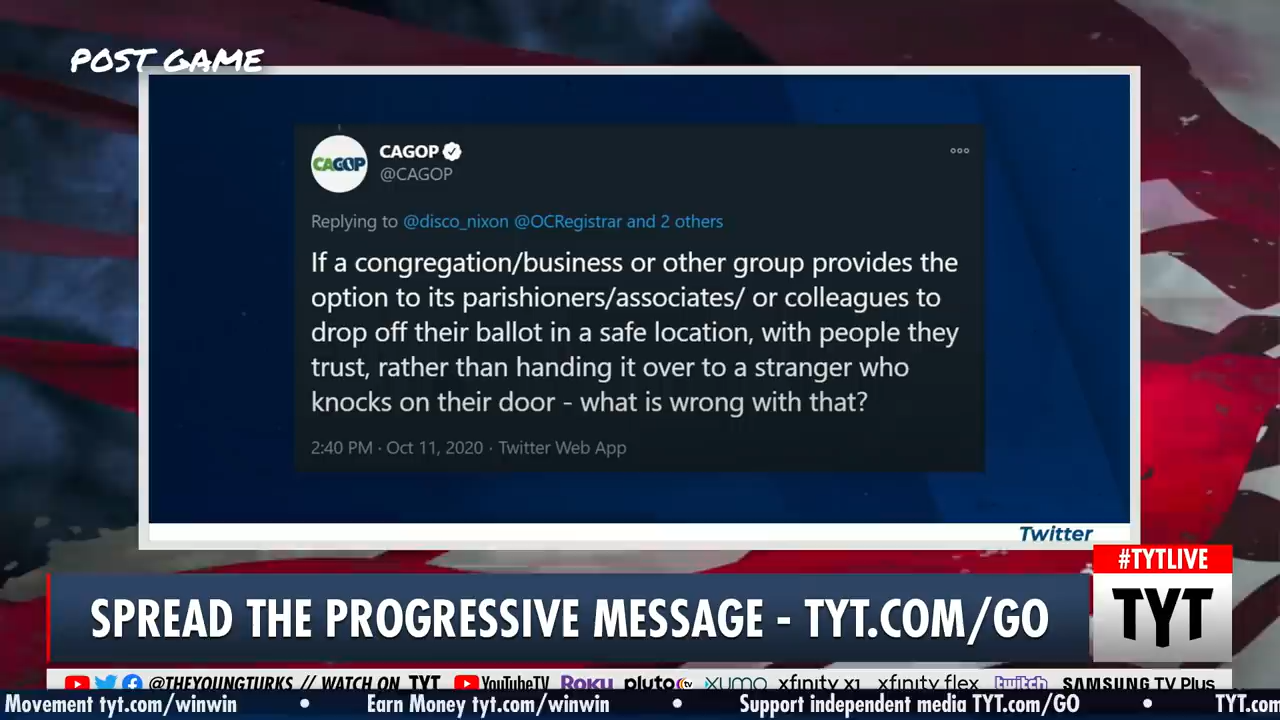 POST GAME
CAGOP
CAGOP
@CAGOP
Replying to @disco_nixon @OCRegistrar and 2 others
If a congregation/business or other group provides the
option to its parishioners/associates/ or colleagues to
drop off their ballot in a safe location, with people they
trust, rather than handing it over to a stranger who
knocks on their door - what is wrong with that?
2:40 PM · Oct 11, 2020 · Twitter Web App
Twitter
#TYTLIVE
SPREAD THE PROGRESSIVE MESSAGE - TYT.COM/GO
TYT
@THEYOUNGTURKS // WATCH ON TYT YouTubeTV Roku pluto tv xumo xfinity x1 xfinity flex twitch SAMSUNG TV Plus
Movement tyt.com/winwin • Earn Money tyt.com/winwin • Support independent media TYT.com/GO • TYT.com